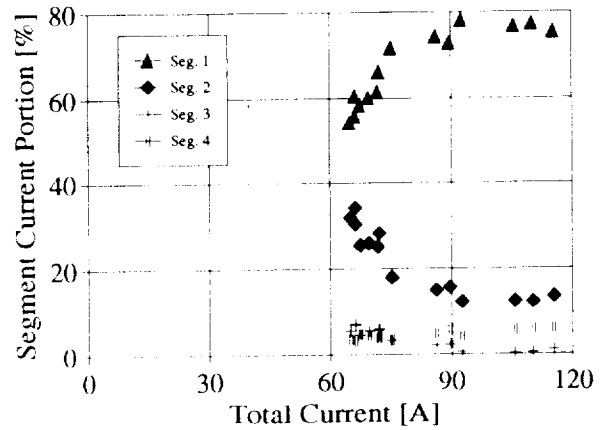 Segment Current Portion [%]
80
60
40
20
0
Seg. 1
Seg. 2
Seg. 3
Seg. 4
0 30 60 90 120
Total Current [A]